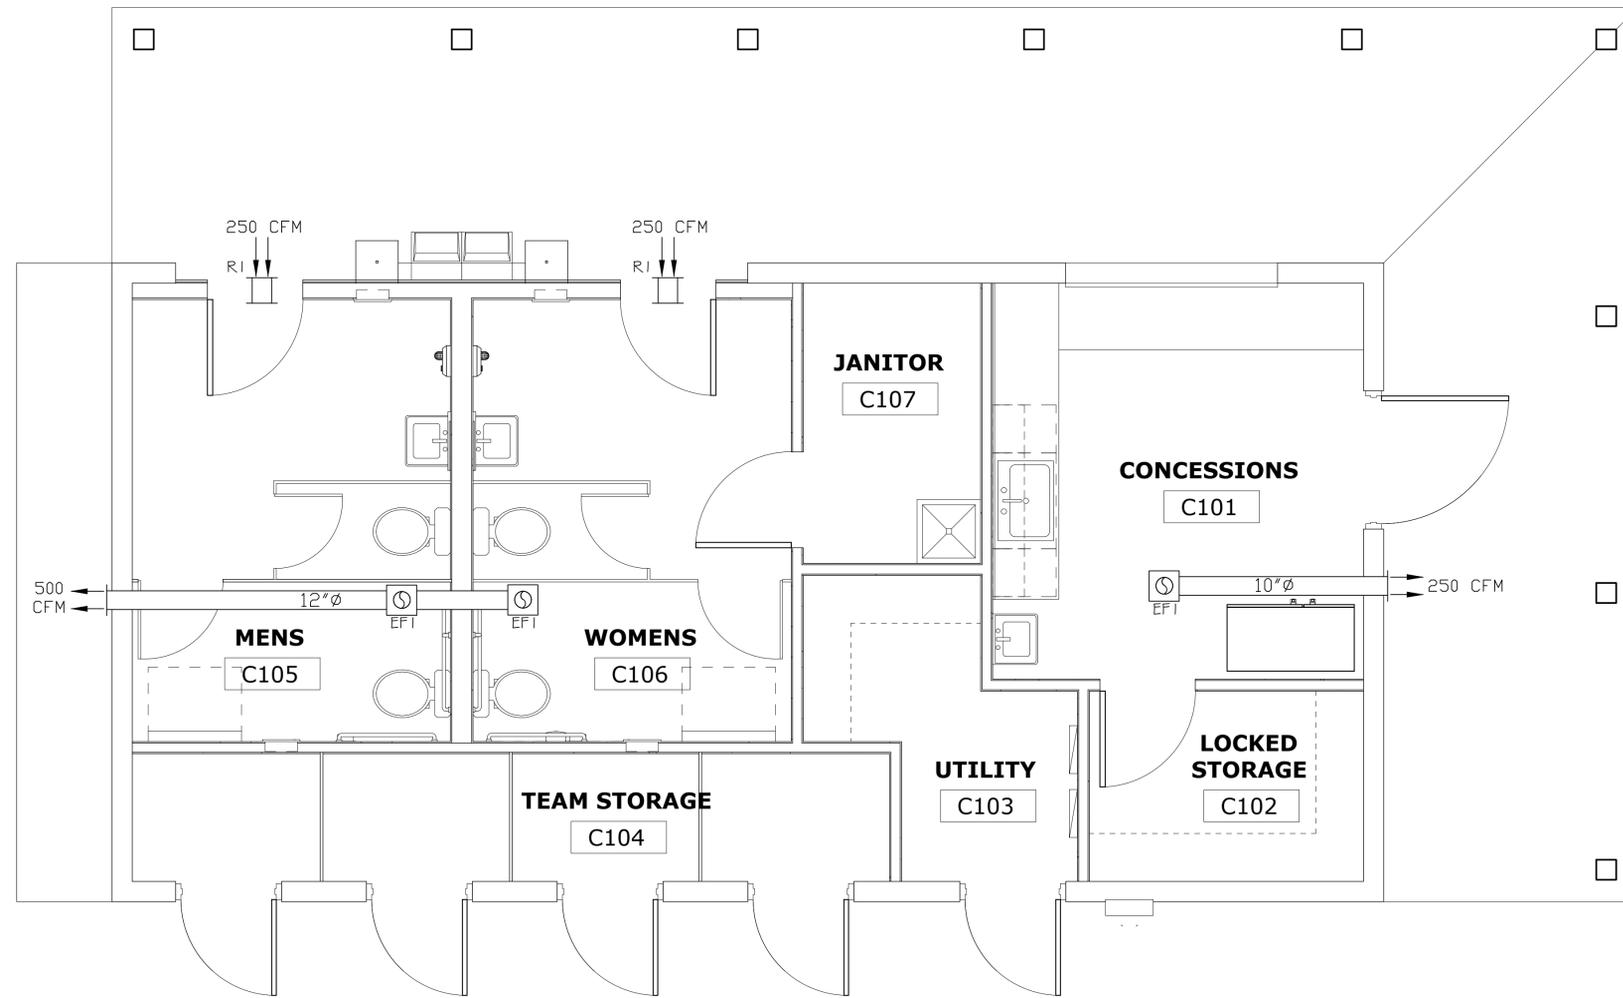 250 CFM
250 CFM
R1
R1
JANITOR
C107
CONCESSIONS
C101
500
CFM
12"Ø
EF1
EF1
10"Ø
EF1
250 CFM
MENS
C105
WOMENS
C106
LOCKED
STORAGE
C102
UTILITY
C103
TEAM STORAGE
C104